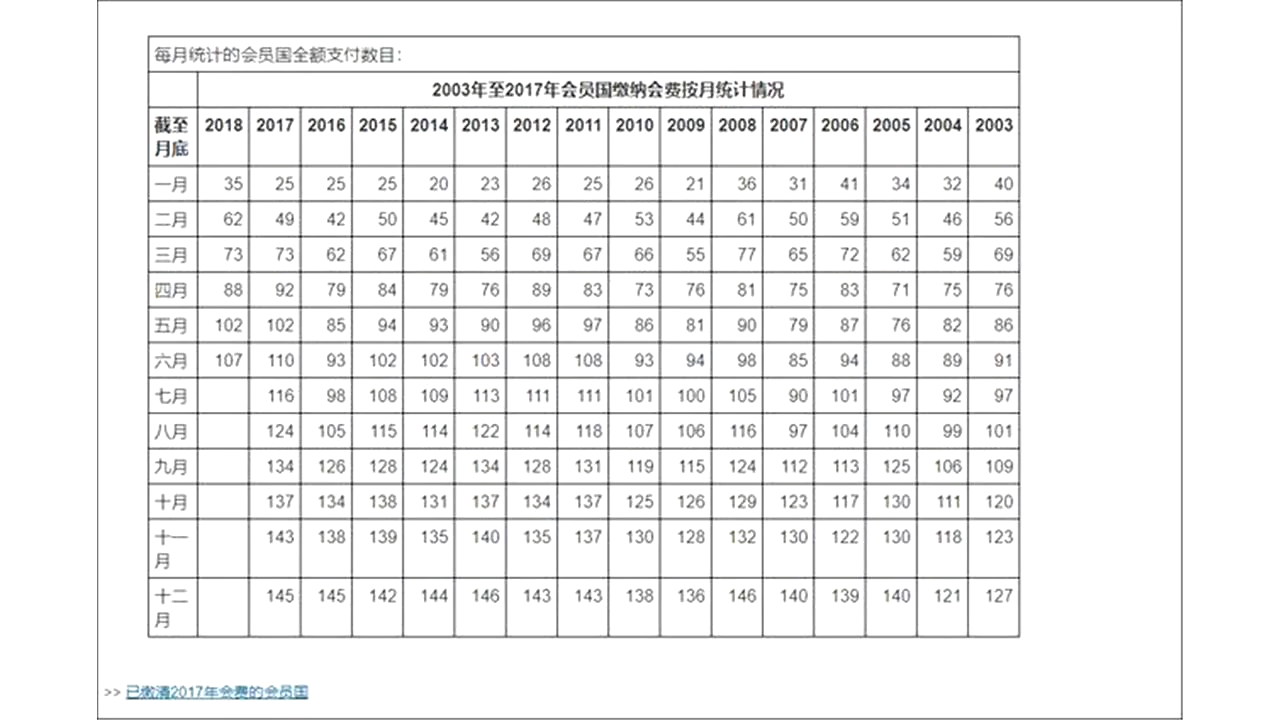 每月统计的会员国全额支付数目:
2003年至2017年会员国缴纳会费按月统计情况
截至月底 2018 2017 2016 2015 2014 2013 2012 2011 2010 2009 2008 2007 2006 2005 2004 2003
一月 35 25 25 25 20 23 26 25 26 21 36 31 41 34 32 40
二月 62 49 42 50 45 42 48 47 53 44 61 50 59 51 46 56
三月 73 73 62 67 61 56 69 67 66 55 77 65 72 62 59 69
四月 88 92 79 84 79 76 89 83 73 76 81 75 83 71 75 76
五月 102 102 85 94 93 90 96 97 86 81 90 79 87 76 82 86
六月 107 110 93 102 102 103 108 108 93 94 98 85 94 88 89 91
七月 116 98 108 109 113 111 111 101 100 105 90 101 97 92 97
八月 124 105 115 114 122 114 118 107 106 116 97 104 110 99 101
九月 134 126 128 124 134 128 131 119 115 124 112 113 125 106 109
十月 137 134 138 131 137 134 137 125 126 129 123 117 130 111 120
十一月 143 138 139 135 140 135 137 130 128 132 130 122 130 118 123
十二月 145 145 142 144 146 143 143 138 136 146 140 139 140 121 127
>> 已缴清2017年会费的会员国